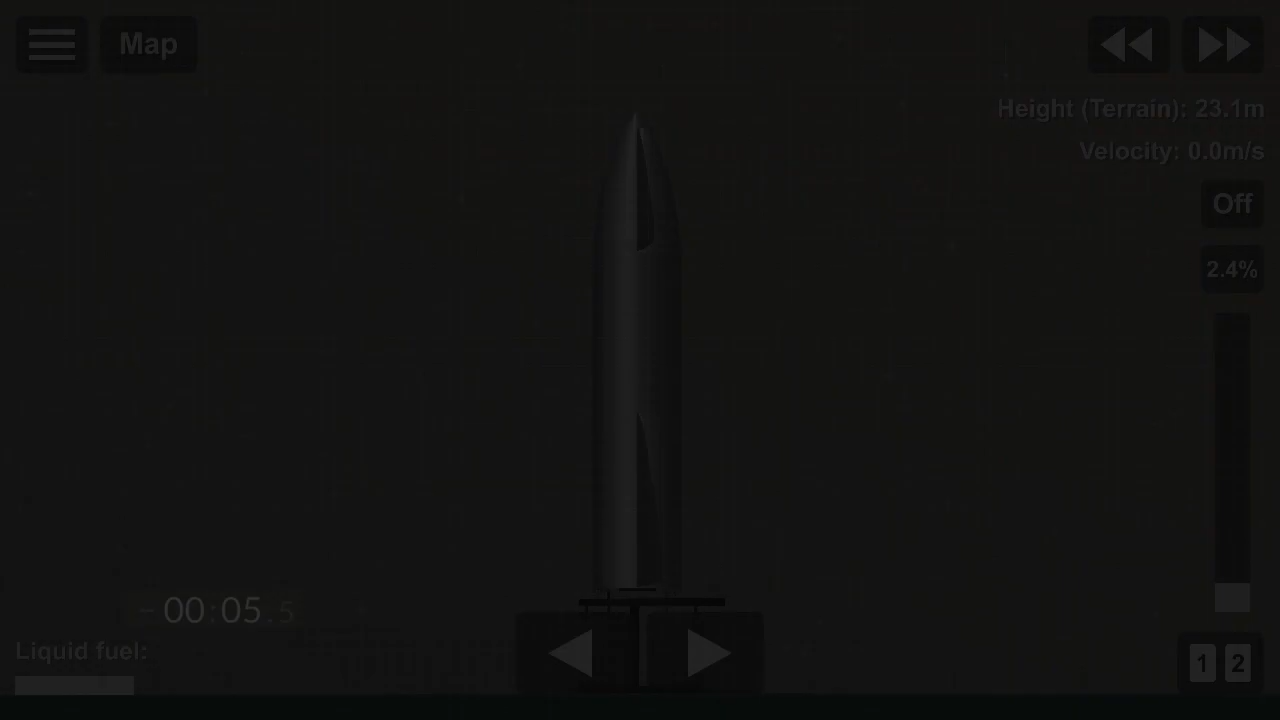 Map
Height (Terrain): 23.1m
Velocity: 0.0m/s
Off
2.4%
-00:05.5
Liquid fuel:
1 2